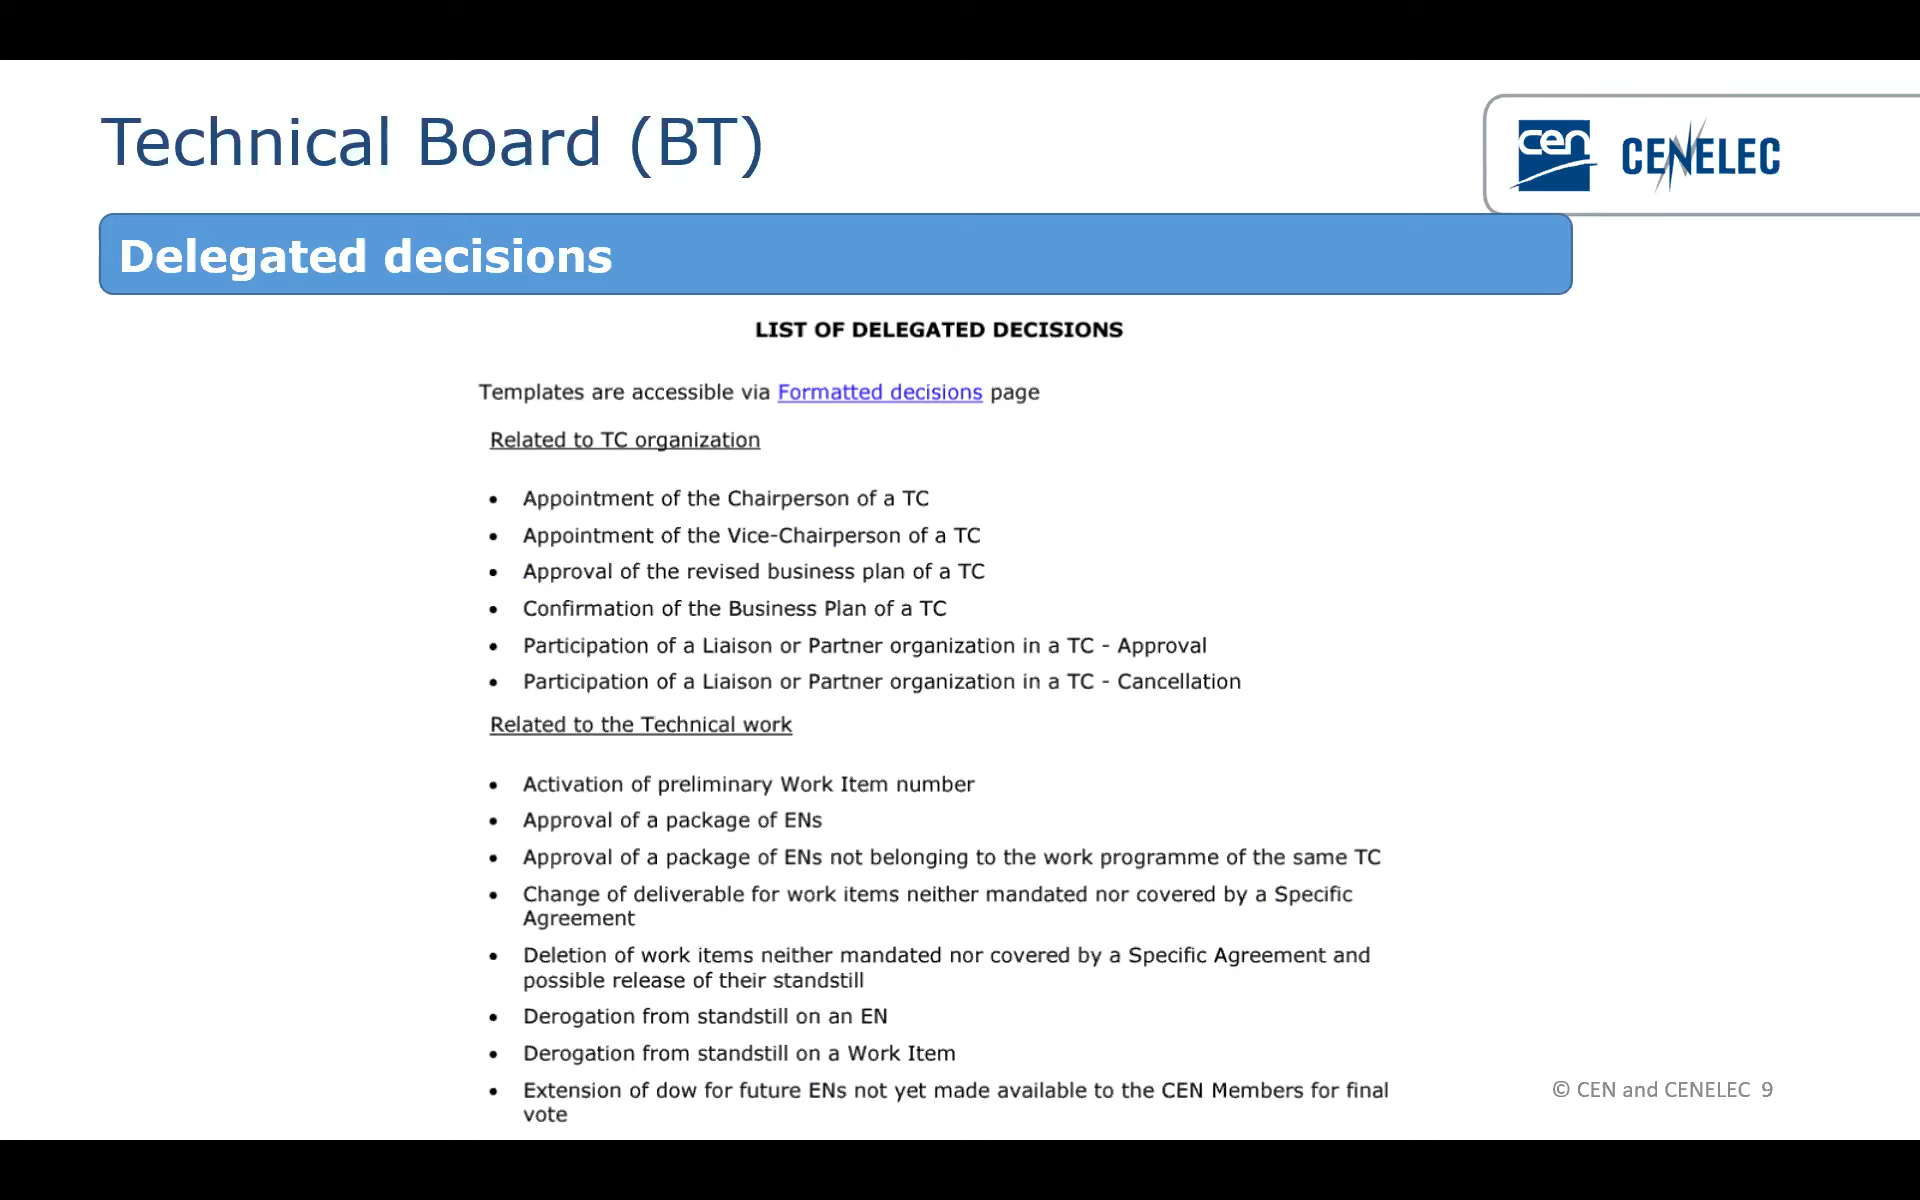 Technical Board (BT)
cen
CENELEC
Delegated decisions
LIST OF DELEGATED DECISIONS
Templates are accessible via Formatted decisions page
Related to TC organization
• Appointment of the Chairperson of a TC
• Appointment of the Vice-Chairperson of a TC
• Approval of the revised business plan of a TC
• Confirmation of the Business Plan of a TC
• Participation of a Liaison or Partner organization in a TC - Approval
• Participation of a Liaison or Partner organization in a TC - Cancellation
Related to the Technical work
• Activation of preliminary Work Item number
• Approval of a package of ENs
• Approval of a package of ENs not belonging to the work programme of the same TC
• Change of deliverable for work items neither mandated nor covered by a Specific
Agreement
• Deletion of work items neither mandated nor covered by a Specific Agreement and
possible release of their standstill
• Derogation from standstill on an EN
• Derogation from standstill on a Work Item
• Extension of dow for future ENs not yet made available to the CEN Members for final
vote
© CEN and CENELEC 9